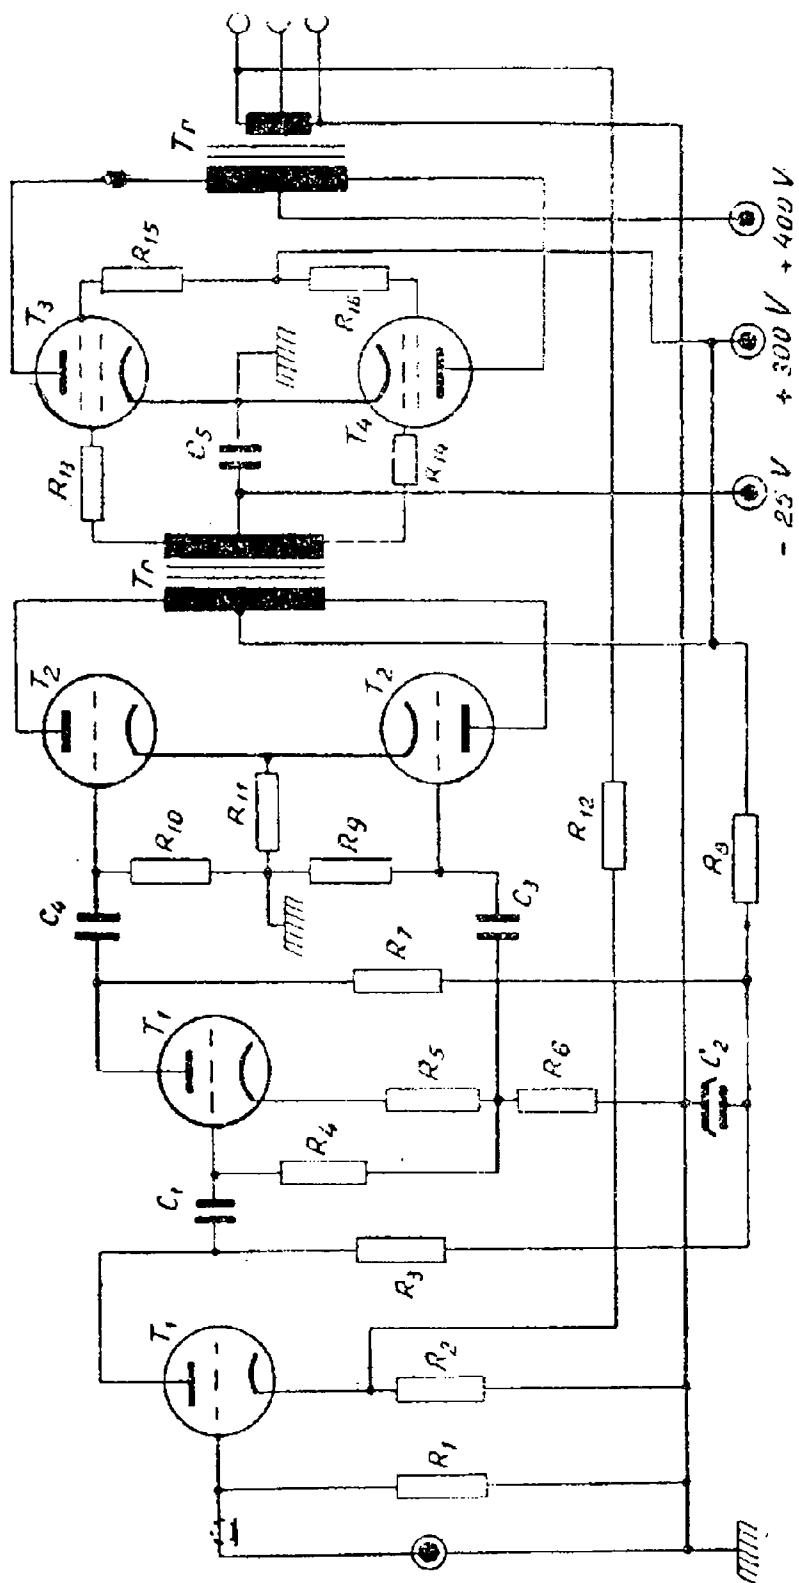 Tr
T3
R15
R16
T4
R13
C5
R14
Tr
T2
T2
R10
R11
R9
R12
C4
C3
R8
R7
T1
R5
R6
C2
R4
C1
R3
T1
R2
R1
- 25 V
+ 300 V
+ 400 V